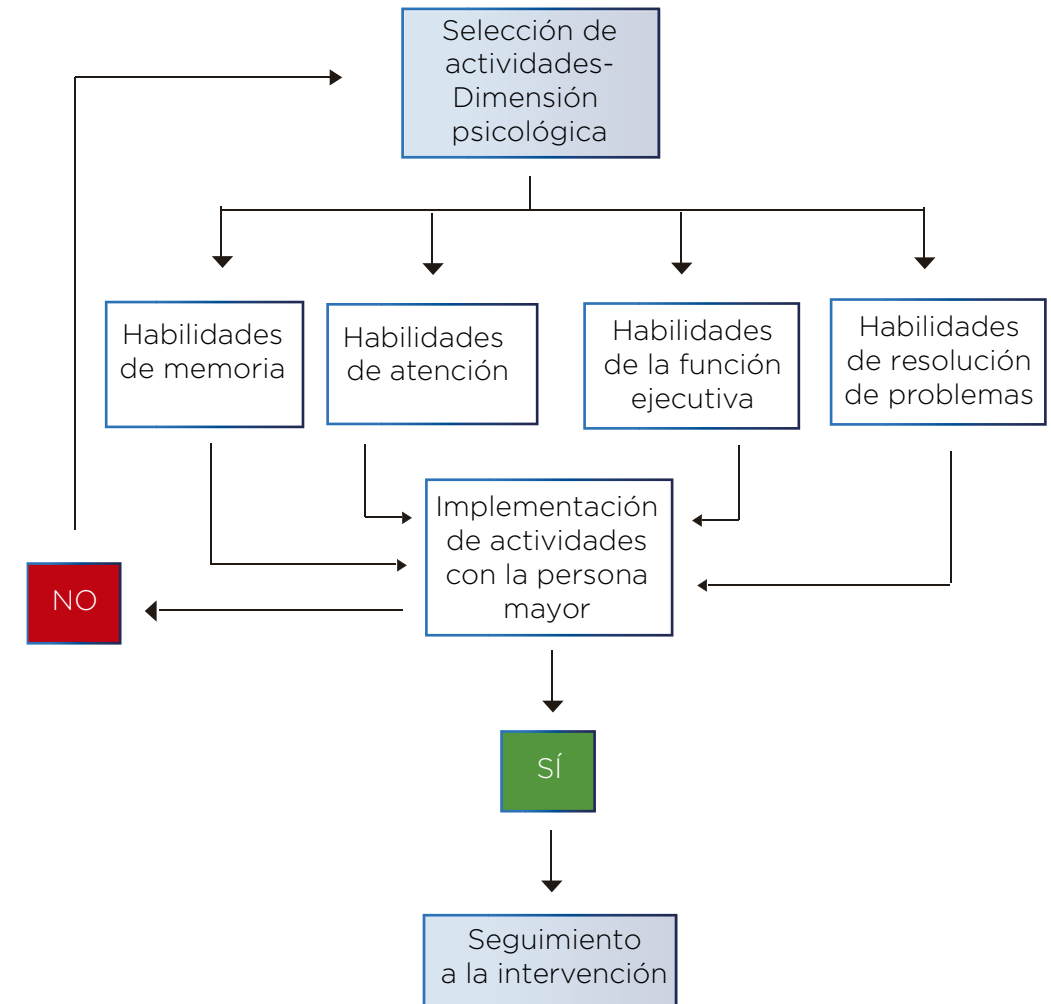 Selección de
actividades-
Dimensión
psicológica
Habilidades
de memoria
Habilidades
de atención
Habilidades
de la función
ejecutiva
Habilidades
de resolución
de problemas
Implementación
de actividades
con la persona
mayor
NO
SÍ
Seguimiento
a la intervención